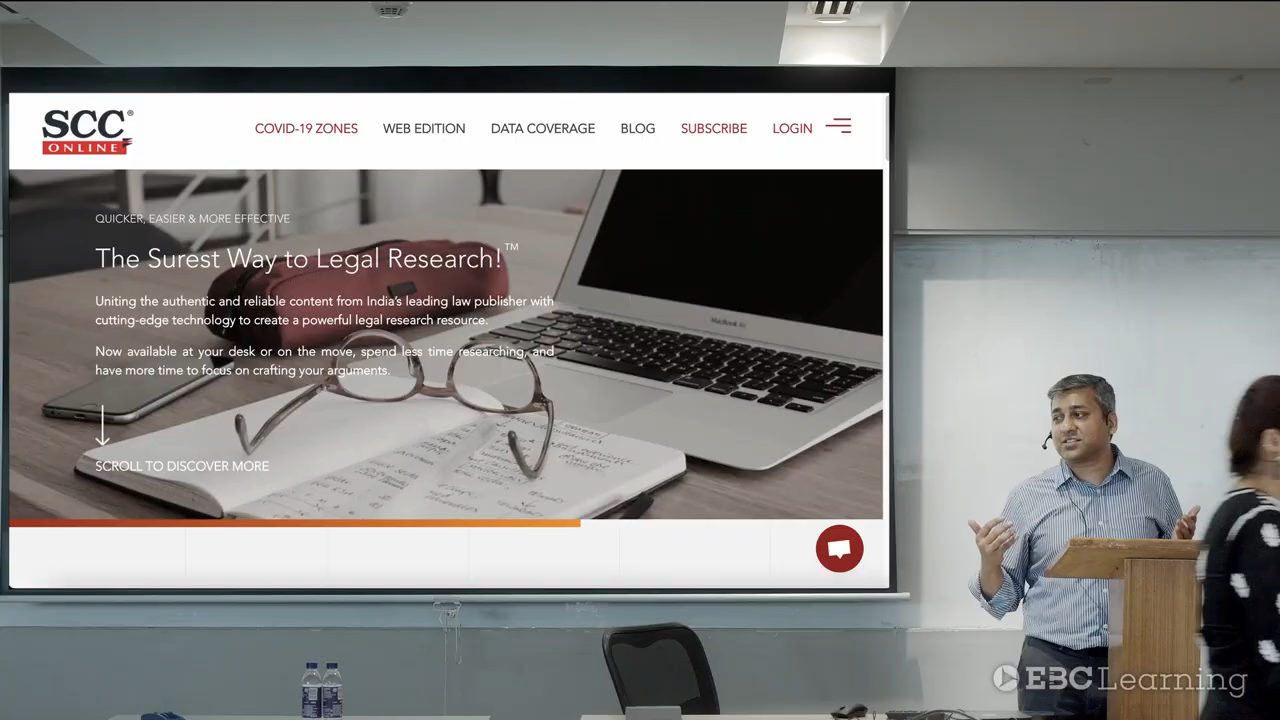 SCC®
ONLINE
COVID-19 ZONES
WEB EDITION
DATA COVERAGE
BLOG
SUBSCRIBE
LOGIN
QUICKER, EASIER & MORE EFFECTIVE
The Surest Way to Legal Research!™
Uniting the authentic and reliable content from India's leading law publisher with
cutting-edge technology to create a powerful legal research resource.
Now available at your desk or on the move, spend less time researching, and
have more time to focus on crafting your arguments.
SCROLL TO DISCOVER MORE
MacBook Air
EBC Learning